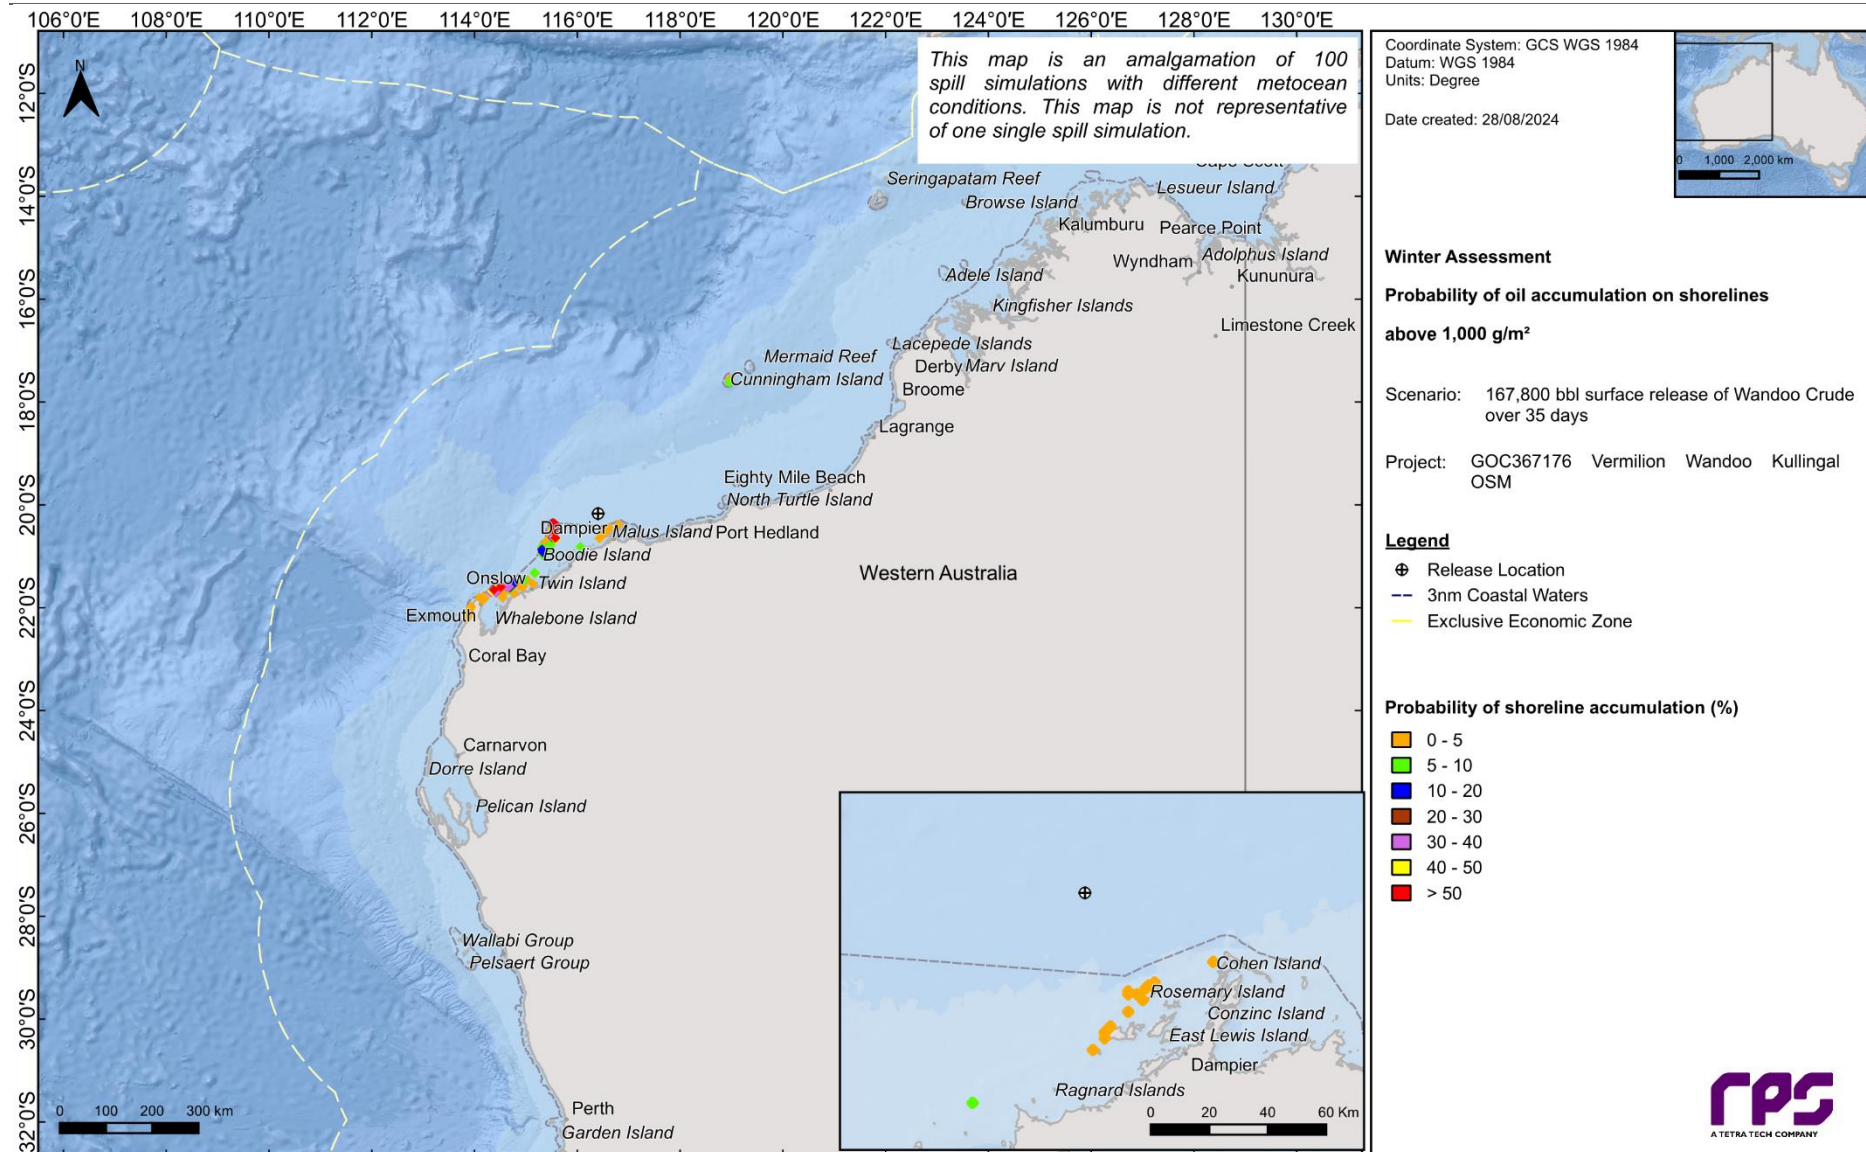 106°0'E 108°0'E 110°0'E 112°0'E 114°0'E 116°0'E 118°0'E 120°0'E 122°0'E 124°0'E 126°0'E 128°0'E 130°0'E
12°0'S
14°0'S
16°0'S
18°0'S
20°0'S
22°0'S
24°0'S
26°0'S
28°0'S
30°0'S
32°0'S
N
This map is an amalgamation of 100
spill simulations with different metocean
conditions. This map is not representative
of one single spill simulation.
Cape Scott
Seringapatam Reef
Lesueur Island
Browse Island
Kalumburu
Pearce Point
Adolphus Island
Wyndham
Adele Island
Kununura
Kingfisher Islands
Limestone Creek
Lacepede Islands
Mermaid Reef
Derby
Marv Island
Cunningham Island
Broome
Lagrange
Eighty Mile Beach
North Turtle Island
Dampier
Malus Island
Port Hedland
Boodie Island
Western Australia
Onslow
Twin Island
Exmouth
Whalebone Island
Coral Bay
Carnarvon
Dorre Island
Pelican Island
Wallabi Group
Pelsaert Group
Perth
Garden Island
0 100 200 300 km
Cohen Island
Rosemary Island
Conzinc Island
East Lewis Island
Dampier
Ragnard Islands
0 20 40 60 Km
Coordinate System: GCS WGS 1984
Datum: WGS 1984
Units: Degree
Date created: 28/08/2024
0 1,000 2,000 km
Winter Assessment
Probability of oil accumulation on shorelines
above 1,000 g/m²
Scenario: 167,800 bbl surface release of Wandoo Crude
over 35 days
Project: GOC367176 Vermilion Wandoo Kullingal
OSM
Legend
Release Location
3nm Coastal Waters
Exclusive Economic Zone
Probability of shoreline accumulation (%)
0 - 5
5 - 10
10 - 20
20 - 30
30 - 40
40 - 50
> 50
rps
A TETRA TECH COMPANY